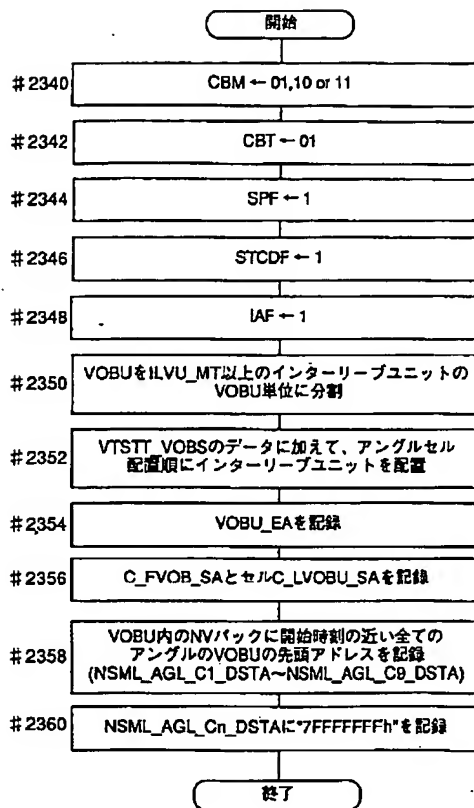 開始
#2340
CBM ← 01,10 or 11
#2342
CBT ← 01
#2344
SPF ← 1
#2346
STCDF ← 1
#2348
IAF ← 1
#2350
VOBUをILVU_MT以上のインターリーブユニットの
VOBU単位に分割
#2352
VTSTT_VOBSのデータに加えて、アングルセル
配置順にインターリーブユニットを配置
#2354
VOBU_EAを記録
#2356
C_FVOB_SAとセルC_LVOBU_SAを記録
#2358
VOBU内のNVパックに開始時刻の近い全ての
アングルのVOBUの先頭アドレスを記録
(NSML_AGL_C1_DSTA～NSML_AGL_C9_DSTA)
#2360
NSML_AGL_Cn_DSTAに"7FFFFFFFh"を記録
終了